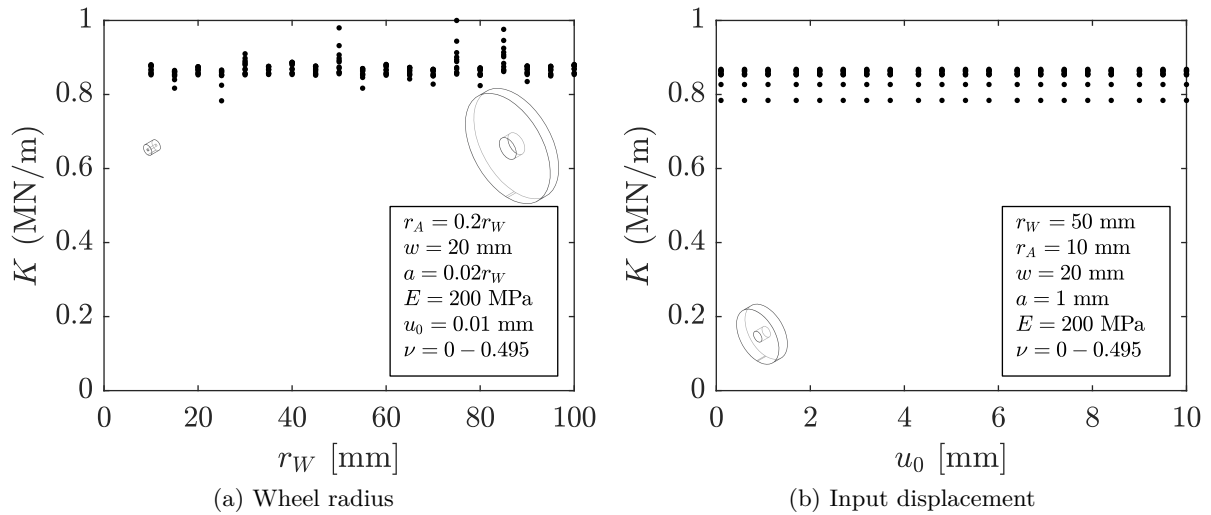 1
0.8
0.6
0.4
0.2
0
K (MN/m)
r_A = 0.2r_W
w = 20 mm
a = 0.02r_W
E = 200 MPa
u_0 = 0.01 mm
ν = 0 − 0.495
0 20 40 60 80 100
r_W [mm]
(a) Wheel radius
1
0.8
0.6
0.4
0.2
0
K (MN/m)
r_W = 50 mm
r_A = 10 mm
w = 20 mm
a = 1 mm
E = 200 MPa
ν = 0 − 0.495
0 2 4 6 8 10
u_0 [mm]
(b) Input displacement